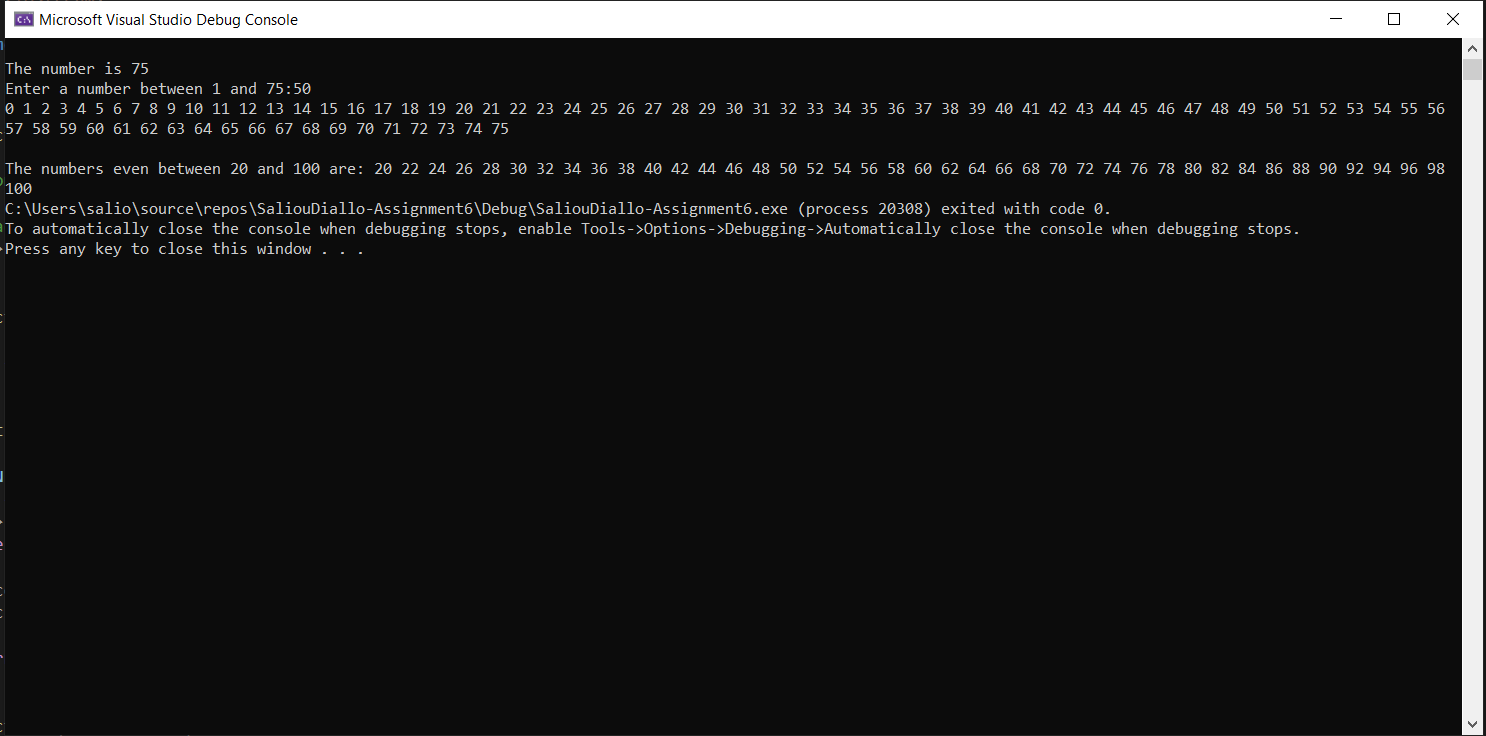 Microsoft Visual Studio Debug Console
The number is 75
Enter a number between 1 and 75:50
0 1 2 3 4 5 6 7 8 9 10 11 12 13 14 15 16 17 18 19 20 21 22 23 24 25 26 27 28 29 30 31 32 33 34 35 36 37 38 39 40 41 42 43 44 45 46 47 48 49 50 51 52 53 54 55 56
57 58 59 60 61 62 63 64 65 66 67 68 69 70 71 72 73 74 75
The numbers even between 20 and 100 are: 20 22 24 26 28 30 32 34 36 38 40 42 44 46 48 50 52 54 56 58 60 62 64 66 68 70 72 74 76 78 80 82 84 86 88 90 92 94 96 98
100
C:\Users\salio\source\repos\SaliouDiallo-Assignment6\Debug\SaliouDiallo-Assignment6.exe (process 20308) exited with code 0.
To automatically close the console when debugging stops, enable Tools->Options->Debugging->Automatically close the console when debugging stops.
Press any key to close this window . . .